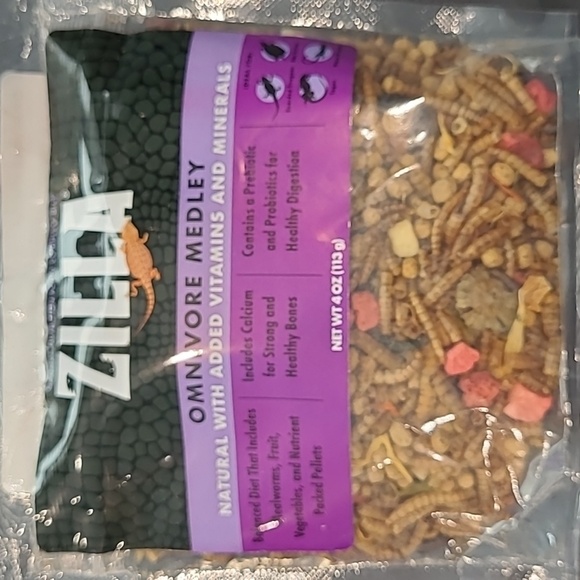 ZILLA
OMNIVORE MEDLEY
NATURAL WITH ADDED VITAMINS AND MINERALS
Balanced Diet That Includes
Mealworms, Fruit,
Vegetables, and Nutrient
Packed Pellets
Includes Calcium
for Strong and
Healthy Bones
Contains a Prebiotic
and Probiotics for
Healthy Digestion
NET WT 4 OZ (113g)